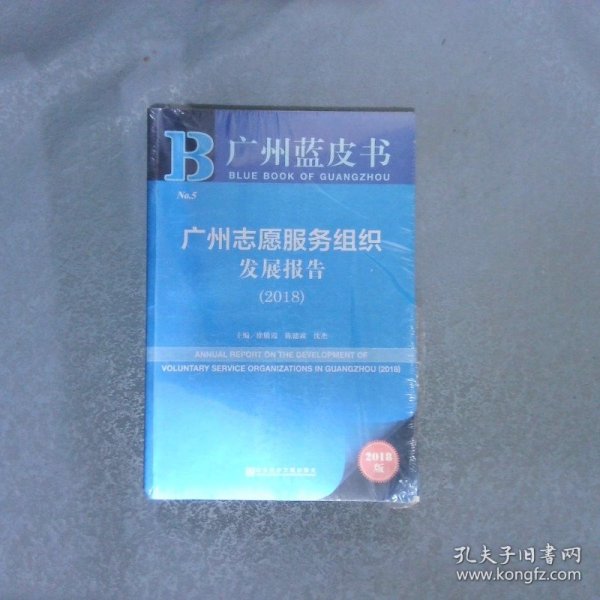 B 广州蓝皮书
BLUE BOOK OF GUANGZHOU
No.5
广州志愿服务组织
发展报告
(2018)
主编
ANNUAL REPORT ON THE DEVELOPMENT OF
VOLUNTARY SERVICE ORGANIZATIONS IN GUANGZHOU (2018)
2018
版
孔夫子旧书网
www.kongfz.com